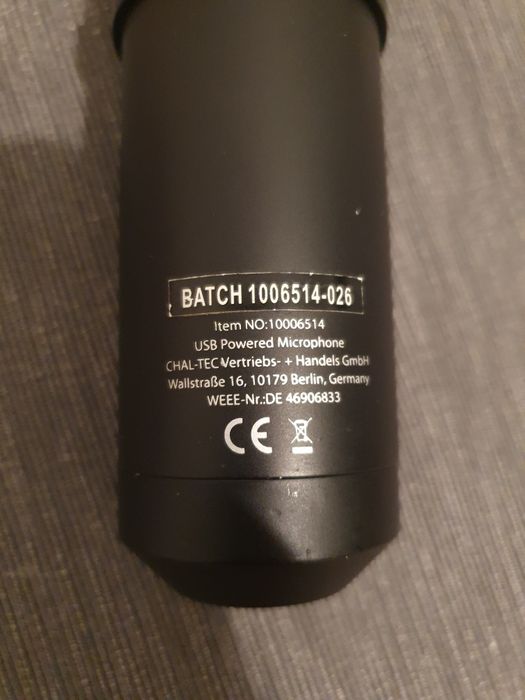 BATCH 1006514-026
Item NO:10006514
USB Powered Microphone
CHAL-TEC Vertriebs- + Handels GmbH
Wallstraße 16, 10179 Berlin, Germany
WEEE-Nr.:DE 46906833
CE